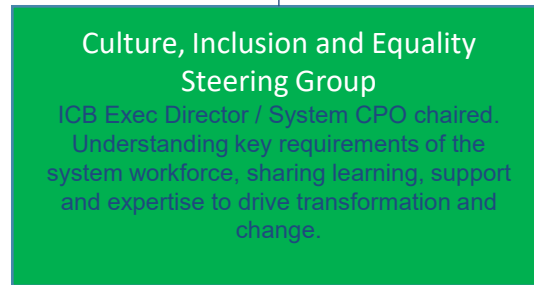 Culture, Inclusion and Equality
Steering Group
ICB Exec Director / System CPO chaired.
Understanding key requirements of the
system workforce, sharing learning, support
and expertise to drive transformation and
change.